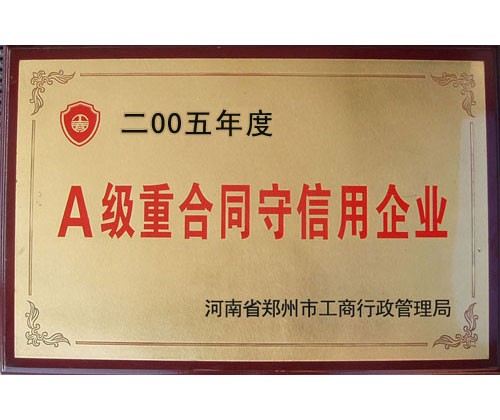 二00五年度
A级重合同守信用企业
河南省郑州市工商行政管理局